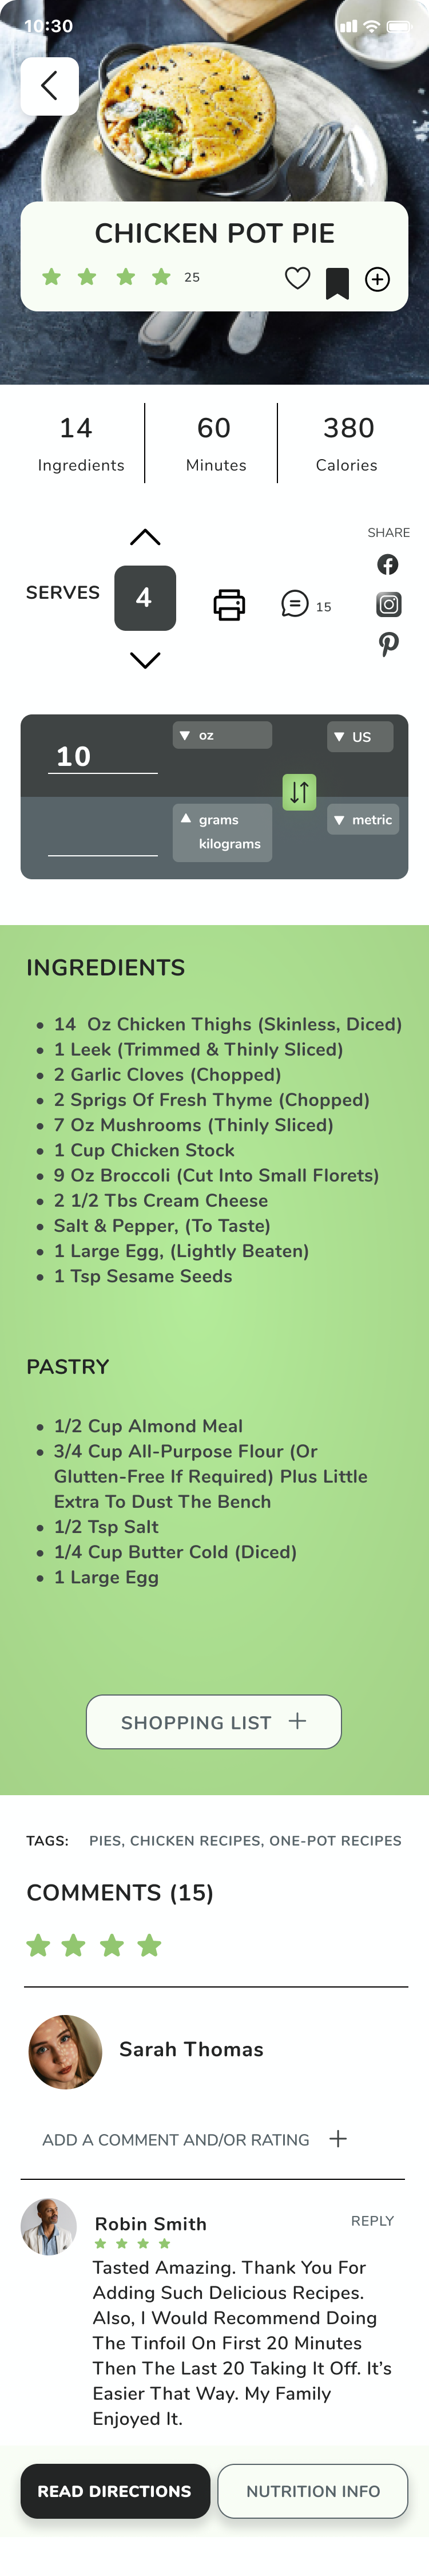 10:30
CHICKEN POT PIE
25
14
Ingredients
60
Minutes
380
Calories
SHARE
SERVES
4
15
10
oz
US
grams
kilograms
metric
INGREDIENTS
• 14 Oz Chicken Thighs (Skinless, Diced)
• 1 Leek (Trimmed & Thinly Sliced)
• 2 Garlic Cloves (Chopped)
• 2 Sprigs Of Fresh Thyme (Chopped)
• 7 Oz Mushrooms (Thinly Sliced)
• 1 Cup Chicken Stock
• 9 Oz Broccoli (Cut Into Small Florets)
• 2 1/2 Tbs Cream Cheese
• Salt & Pepper, (To Taste)
• 1 Large Egg, (Lightly Beaten)
• 1 Tsp Sesame Seeds
PASTRY
• 1/2 Cup Almond Meal
• 3/4 Cup All-Purpose Flour (Or
Glutten-Free If Required) Plus Little
Extra To Dust The Bench
• 1/2 Tsp Salt
• 1/4 Cup Butter Cold (Diced)
• 1 Large Egg
SHOPPING LIST +
TAGS: PIES, CHICKEN RECIPES, ONE-POT RECIPES
COMMENTS (15)
Sarah Thomas
ADD A COMMENT AND/OR RATING +
Robin Smith
REPLY
Tasted Amazing. Thank You For
Adding Such Delicious Recipes.
Also, I Would Recommend Doing
The Tinfoil On First 20 Minutes
Then The Last 20 Taking It Off. It’s
Easier That Way. My Family
Enjoyed It.
READ DIRECTIONS
NUTRITION INFO